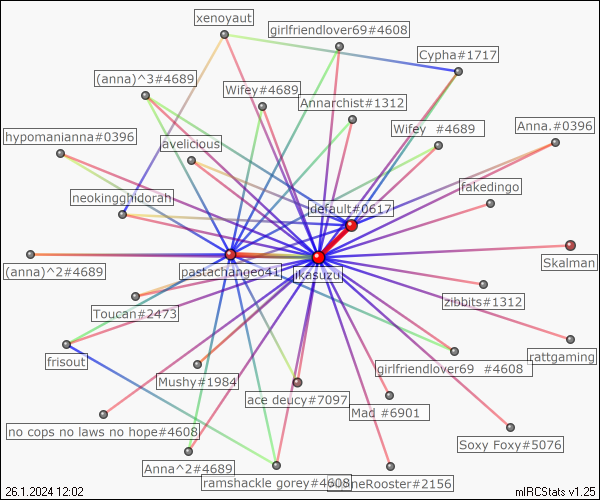 xenoyaut
girlfriendlover69#4608
Cypha#1717
(anna)^3#4689
Wifey#4689
Annarchist#1312
hypomanianna#0396
avelicious
Wifey #4689
Anna.#0396
neokingghidorah
default#0617
fakedingo
(anna)^2#4689
pastachangeo41
ikasuzu
Skalman
Toucan#2473
zibbits#1312
frisout
Mushy#1984
girlfriendlover69 #4608
rattgaming
ace deucy#7097
Mad #6901
no cops no laws no hope#4608
Soxy Foxy#5076
Anna^2#4689
ramshackle gorey#4608
neRooster#2156
26.1.2024 12:02
mIRCStats v1.25